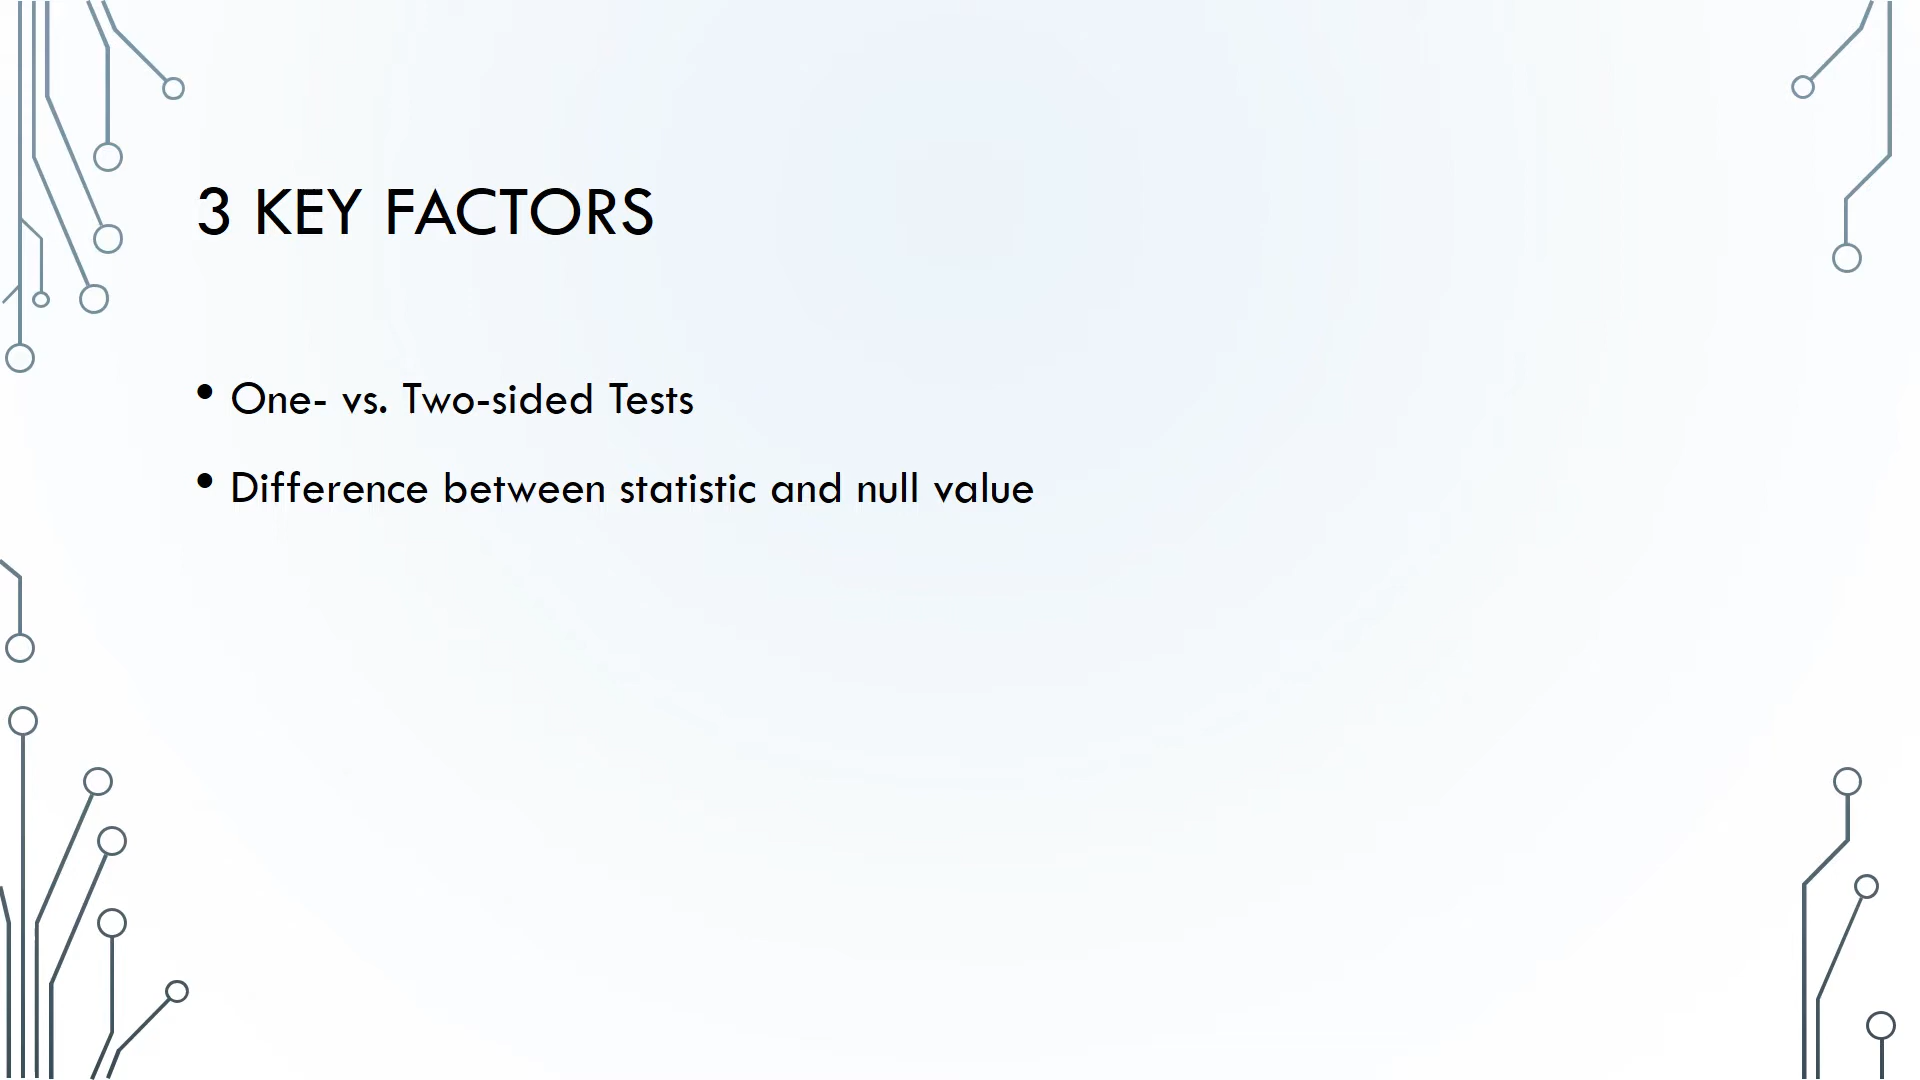 3 KEY FACTORS
• One- vs. Two-sided Tests
• Difference between statistic and null value